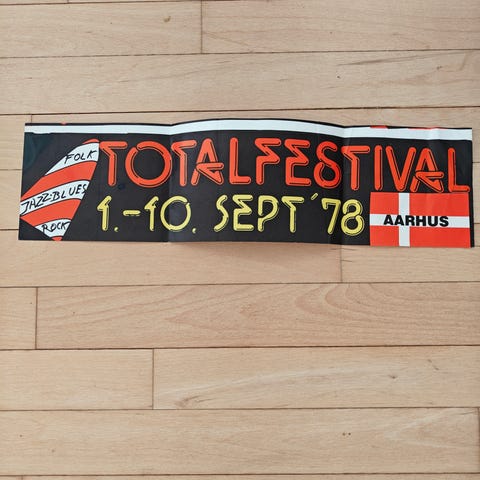 FOLK
JAZZ-BLUES
ROCK
TOTALFESTIVAL
1.-10. SEPT '78
AARHUS